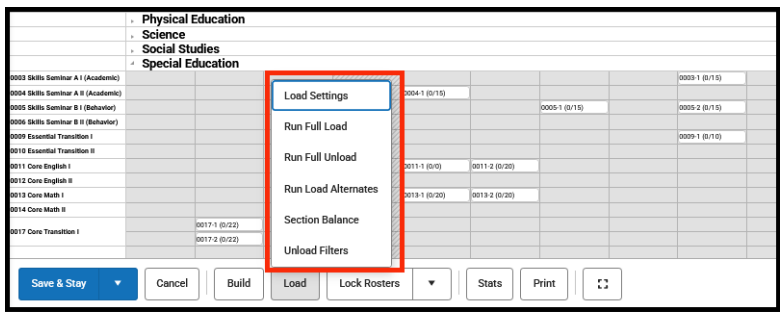 Physical Education
Science
Social Studies
Special Education
0003 Skills Seminar A I (Academic) 0003-1 (0/15)
0004 Skills Seminar A II (Academic) 0004-1 (0/15)
0005 Skills Seminar B I (Behavior) 0005-1 (0/15) 0005-2 (0/15)
0006 Skills Seminar B II (Behavior)
0009 Essential Transition I 0009-1 (0/10)
0010 Essential Transition II
0011 Core English I 0011-1 (0/0) 0011-2 (0/20)
0012 Core English II
0013 Core Math I 0013-1 (0/20) 0013-2 (0/20)
0014 Core Math II
0017 Core Transition I 0017-1 (0/22)
0017-2 (0/22)
Load Settings
Run Full Load
Run Full Unload
Run Load Alternates
Section Balance
Unload Filters
Save & Stay Cancel Build Load Lock Rosters Stats Print